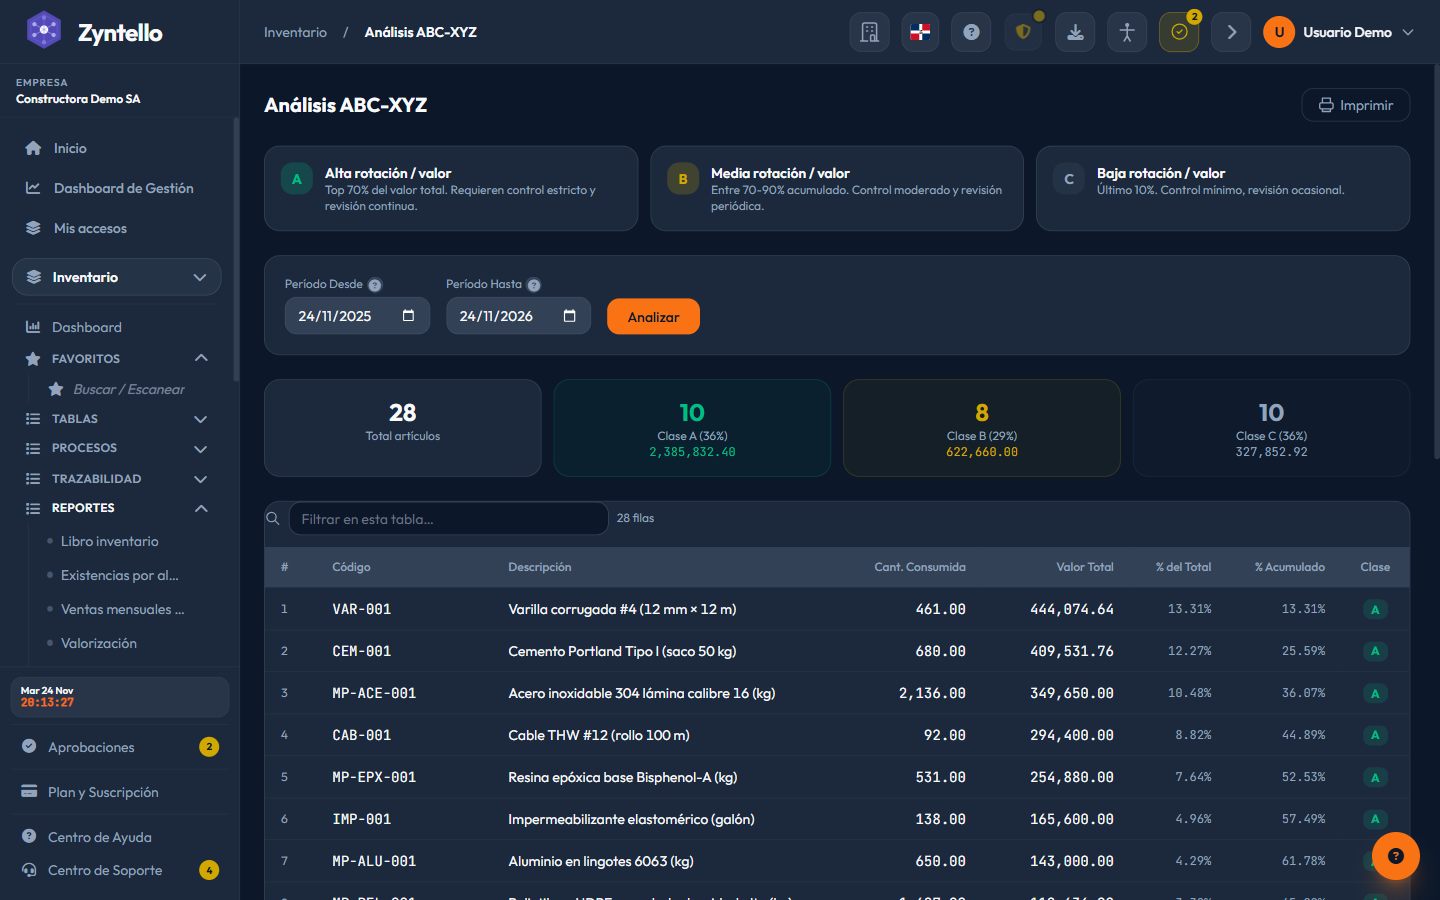 Zyntello
Inventario / Análisis ABC-XYZ
2
U Usuario Demo
EMPRESA
Constructora Demo SA
Inicio
Dashboard de Gestión
Mis accesos
Inventario
Dashboard
FAVORITOS
Buscar / Escanear
TABLAS
PROCESOS
TRAZABILIDAD
REPORTES
Libro inventario
Existencias por al...
Ventas mensuales ...
Valorización
Mar 24 Nov
20:13:27
Aprobaciones 2
Plan y Suscripción
Centro de Ayuda
Centro de Soporte 4
Análisis ABC-XYZ
Imprimir
A Alta rotación / valor
Top 70% del valor total. Requieren control estricto y
revisión continua.
B Media rotación / valor
Entre 70-90% acumulado. Control moderado y revisión
periódica.
C Baja rotación / valor
Último 10%. Control mínimo, revisión ocasional.
Período Desde ? Período Hasta ?
24/11/2025 24/11/2026 Analizar
28
Total artículos
10
Clase A (36%)
2,385,832.40
8
Clase B (29%)
622,660.00
10
Clase C (36%)
327,852.92
Filtrar en esta tabla... 28 filas
# Código Descripción Cant. Consumida Valor Total % del Total % Acumulado Clase
1 VAR-001 Varilla corrugada #4 (12 mm × 12 m) 461.00 444,074.64 13.31% 13.31% A
2 CEM-001 Cemento Portland Tipo I (saco 50 kg) 680.00 409,531.76 12.27% 25.59% A
3 MP-ACE-001 Acero inoxidable 304 lámina calibre 16 (kg) 2,136.00 349,650.00 10.48% 36.07% A
4 CAB-001 Cable THW #12 (rollo 100 m) 92.00 294,400.00 8.82% 44.89% A
5 MP-EPX-001 Resina epóxica base Bisphenol-A (kg) 531.00 254,880.00 7.64% 52.53% A
6 IMP-001 Impermeabilizante elastomérico (galón) 138.00 165,600.00 4.96% 57.49% A
7 MP-ALU-001 Aluminio en lingotes 6063 (kg) 650.00 143,000.00 4.29% 61.78%